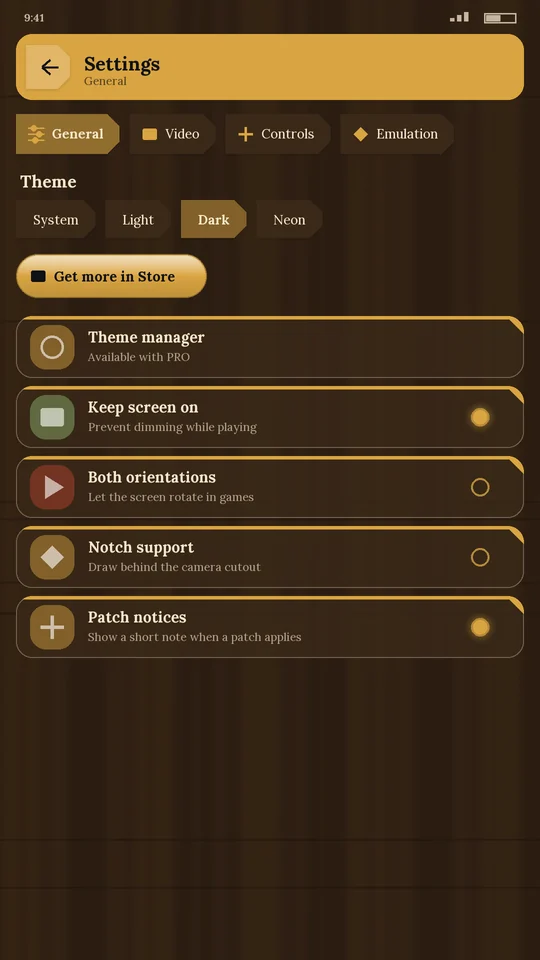 9:41
Settings
General
General
Video
Controls
Emulation
Theme
System
Light
Dark
Neon
Get more in Store
Theme manager
Available with PRO
Keep screen on
Prevent dimming while playing
Both orientations
Let the screen rotate in games
Notch support
Draw behind the camera cutout
Patch notices
Show a short note when a patch applies